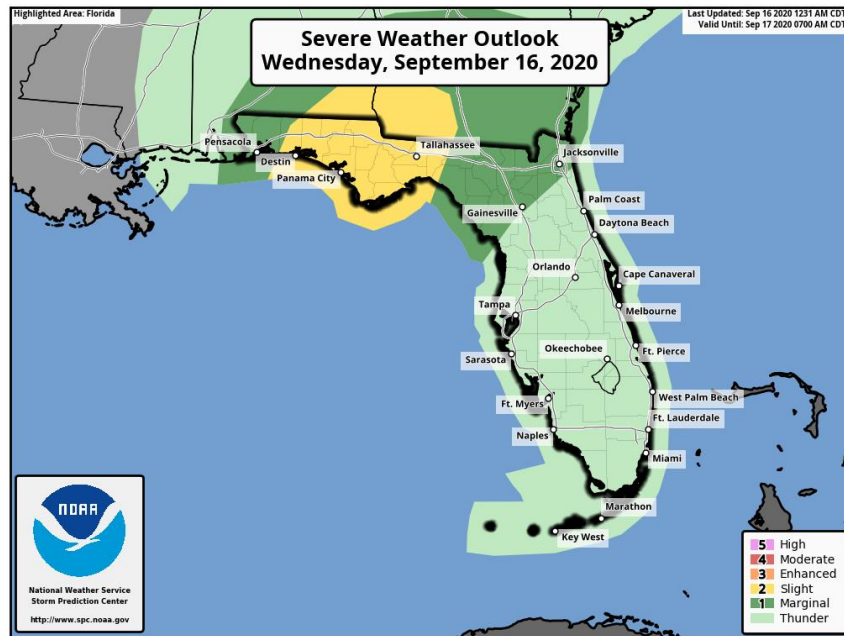 Highlighted Area: Florida
Last Updated: Sep 16 2020 1231 AM CDT
Valid Until: Sep 17 2020 0700 AM CDT
Severe Weather Outlook
Wednesday, September 16, 2020
Pensacola
Destin
Panama City
Tallahassee
Jacksonville
Gainesville
Palm Coast
Daytona Beach
Orlando
Cape Canaveral
Tampa
Melbourne
Sarasota
Okeechobee
Ft. Pierce
Ft. Myers
West Palm Beach
Naples
Ft. Lauderdale
Miami
Marathon
Key West
NOAA
National Weather Service
Storm Prediction Center
http://www.spc.noaa.gov
5 High
4 Moderate
3 Enhanced
2 Slight
1 Marginal
Thunder